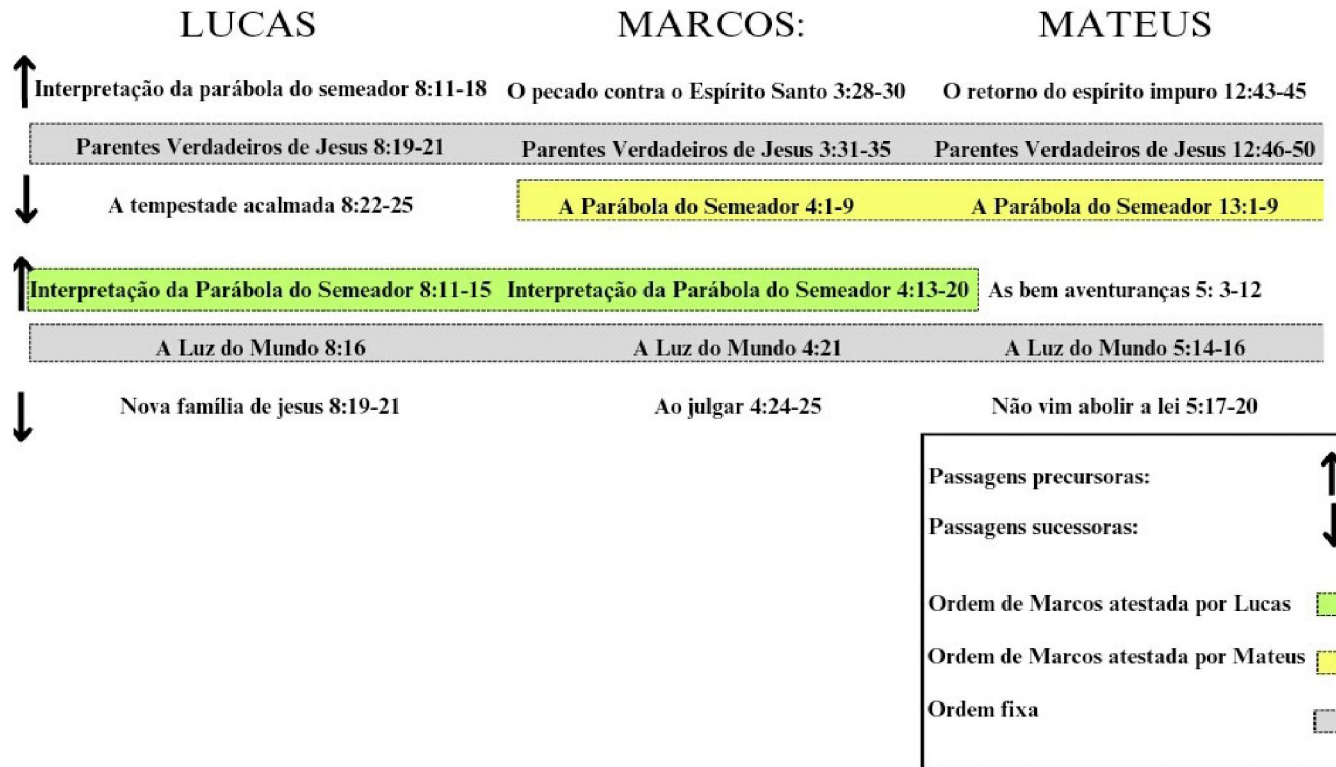 LUCAS MARCOS: MATEUS
Interpretação da parábola do semeador 8:11-18 O pecado contra o Espírito Santo 3:28-30 O retorno do espírito impuro 12:43-45
Parentes Verdadeiros de Jesus 8:19-21 Parentes Verdadeiros de Jesus 3:31-35 Parentes Verdadeiros de Jesus 12:46-50
A tempestade acalmada 8:22-25 A Parábola do Semeador 4:1-9 A Parábola do Semeador 13:1-9
Interpretação da Parábola do Semeador 8:11-15 Interpretação da Parábola do Semeador 4:13-20 As bem aventuranças 5: 3-12
A Luz do Mundo 8:16 A Luz do Mundo 4:21 A Luz do Mundo 5:14-16
Nova família de jesus 8:19-21 Ao julgar 4:24-25 Não vim abolir a lei 5:17-20
Passagens precursoras:
Passagens sucessoras:
Ordem de Marcos atestada por Lucas
Ordem de Marcos atestada por Mateus
Ordem fixa